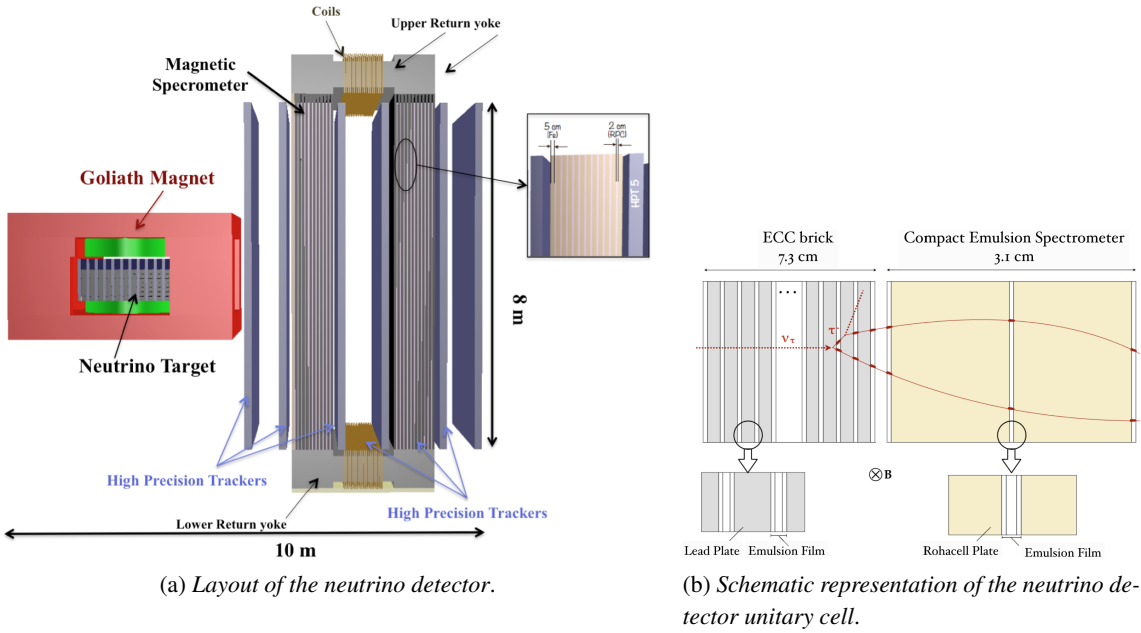 Coils
Upper Return yoke
Magnetic
Specrometer
5 cm
(Fe)
2 cm
(RPC)
HPT 5
Goliath Magnet
8 m
Neutrino Target
High Precision Trackers
High Precision Trackers
Lower Return yoke
10 m
(a) Layout of the neutrino detector.
ECC brick
7.3 cm
Compact Emulsion Spectrometer
3.1 cm
...
ντ
τ-
⊗B
Lead Plate
Emulsion Film
Rohacell Plate
Emulsion Film
(b) Schematic representation of the neutrino de-
tector unitary cell.